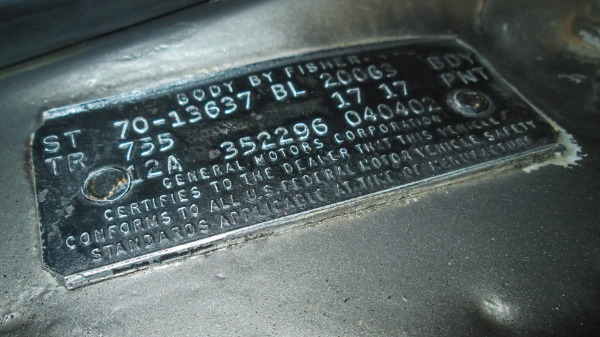 BODY BY FISHER.
ST 70-13637 BL 20063 BDY
TR 735 17 17 PNT
12A 352296 040402
GENERAL MOTORS CORPORATION
CERTIFIES TO THE DEALER THAT THIS VEHICLE
CONFORMS TO ALL U.S FEDERAL MOTOR VEHICLE SAFETY
STANDARDS APPLICABLE AT TIME OF MANUFACTURE